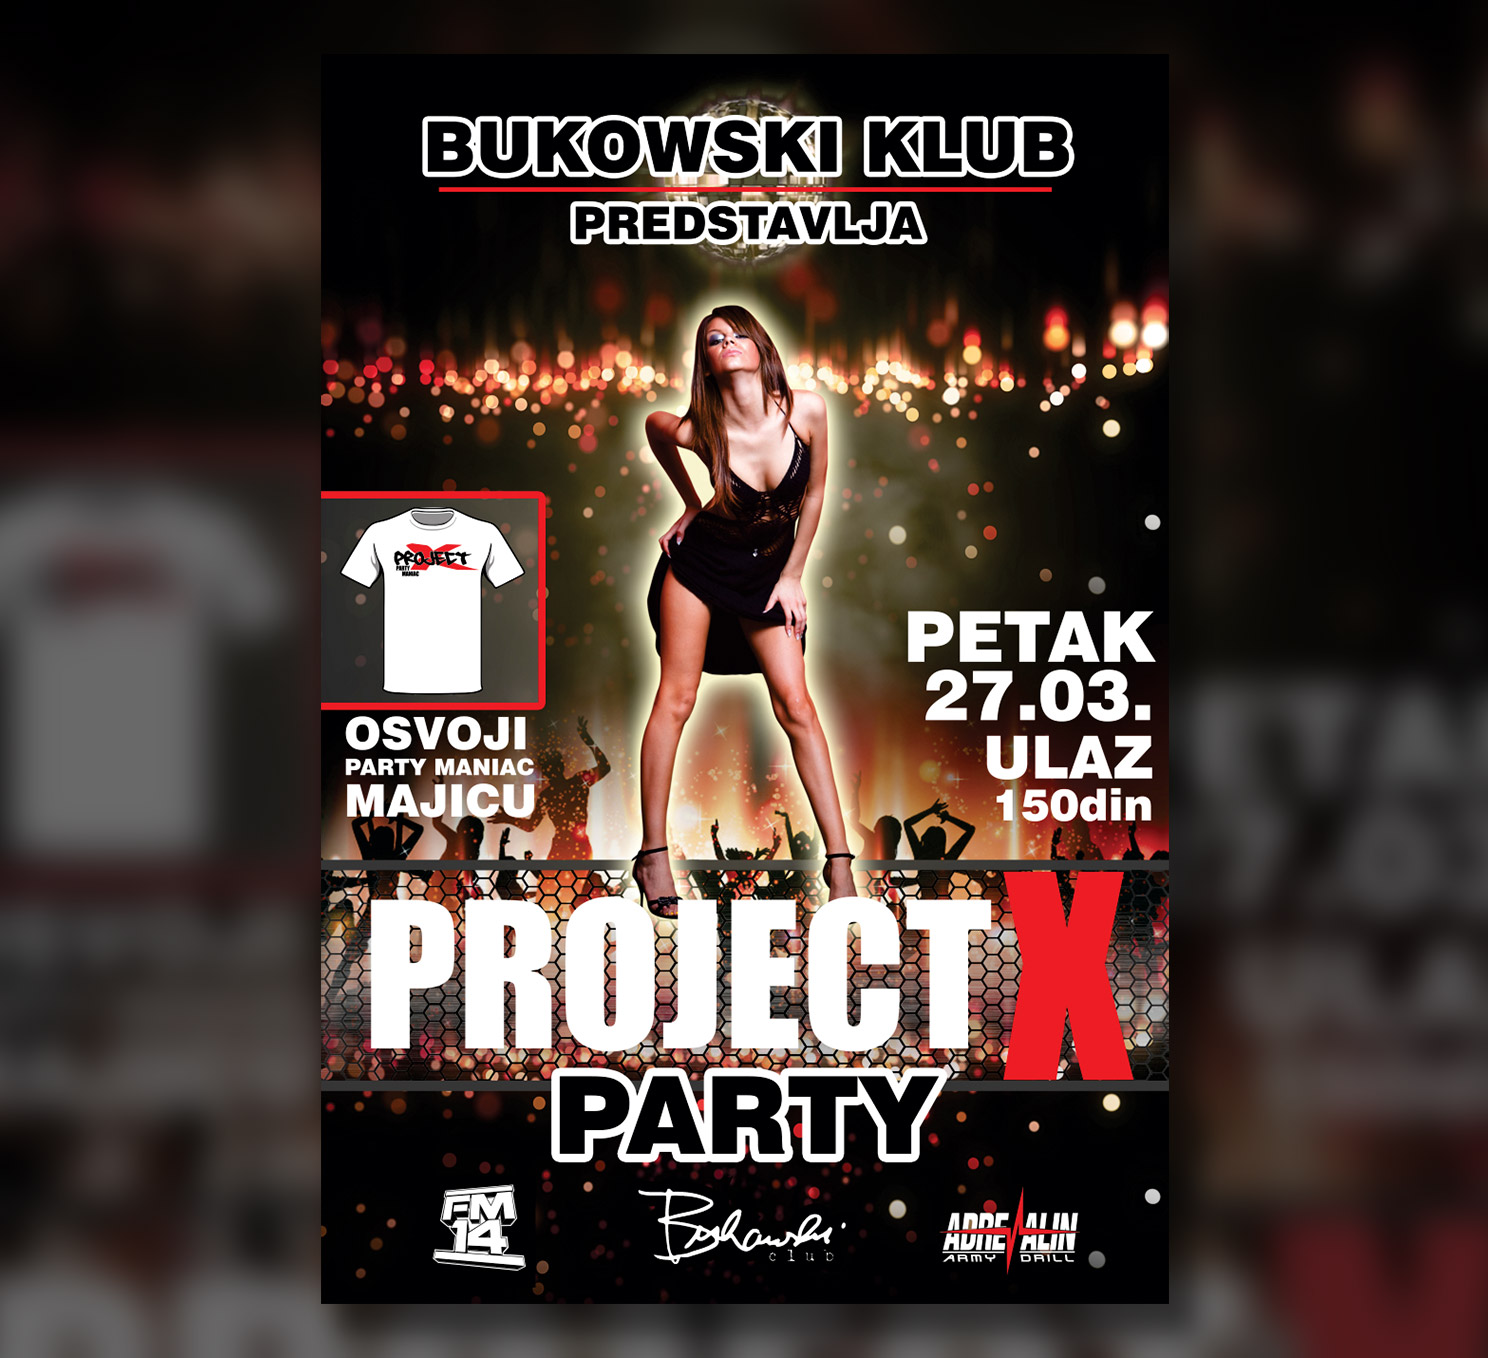 BUKOWSKI KLUB
PREDSTAVLJA
PROJECT X
PARTY
MANIAC
OSVOJI
PARTY MANIAC
MAJICU
PETAK
27.03.
ULAZ
150din
PROJECT X
PARTY
FM
14
Bukowski
club
ADRENALIN
ARMY DRILL